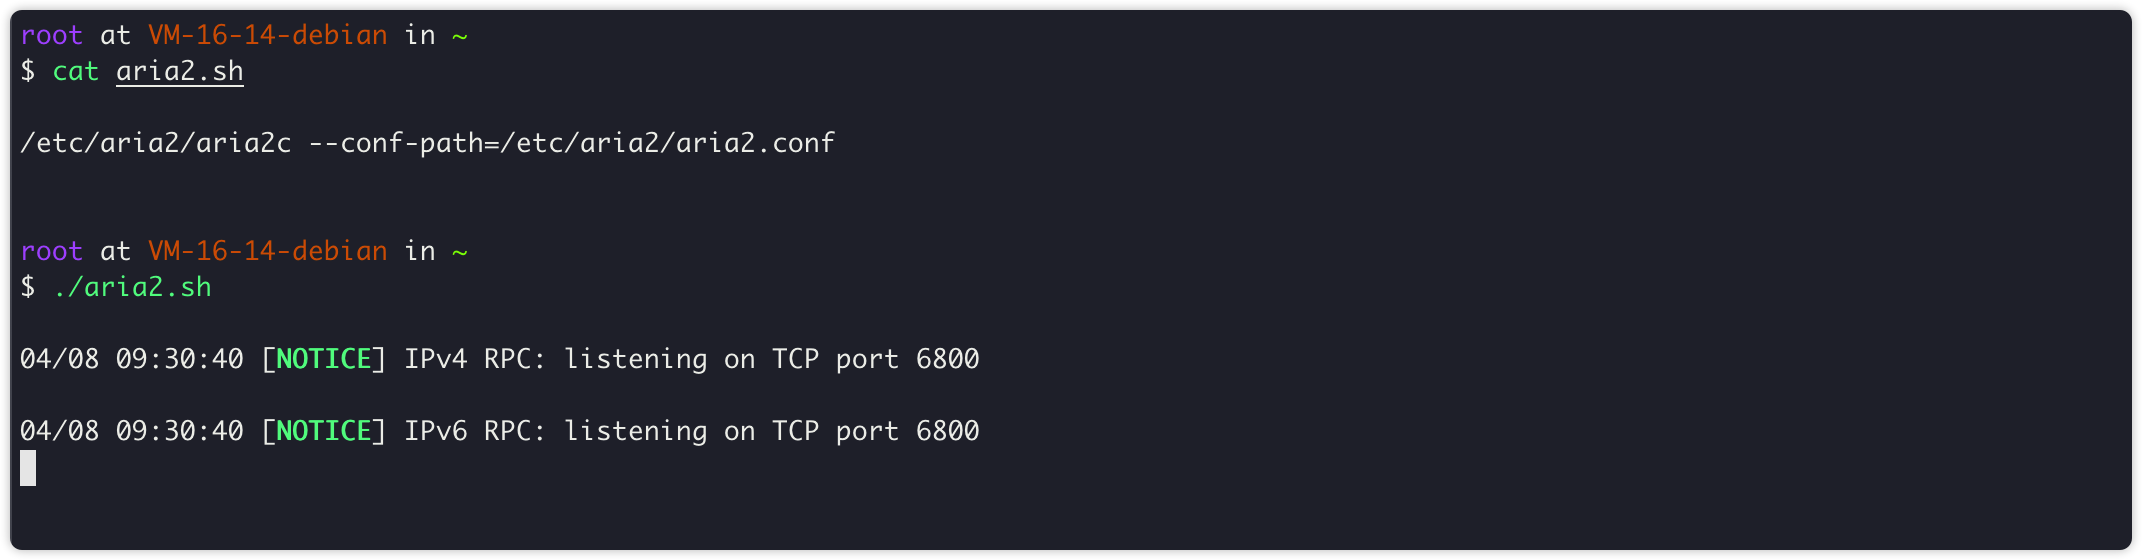 root at VM-16-14-debian in ~
$ cat aria2.sh
/etc/aria2/aria2c --conf-path=/etc/aria2/aria2.conf
root at VM-16-14-debian in ~
$ ./aria2.sh
04/08 09:30:40 [NOTICE] IPv4 RPC: listening on TCP port 6800
04/08 09:30:40 [NOTICE] IPv6 RPC: listening on TCP port 6800